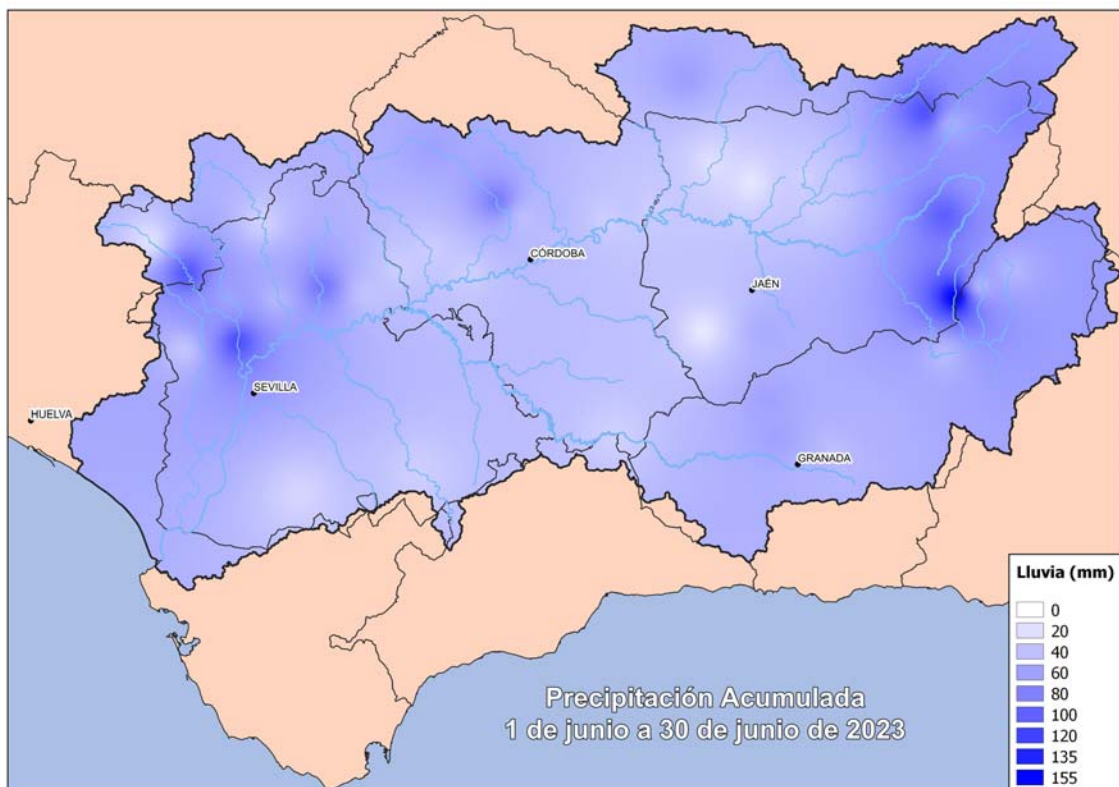 CÓRDOBA
JAÉN
SEVILLA
HUELVA
GRANADA
Lluvia (mm)
0
20
40
60
80
100
120
135
155
Precipitación Acumulada
1 de junio a 30 de junio de 2023